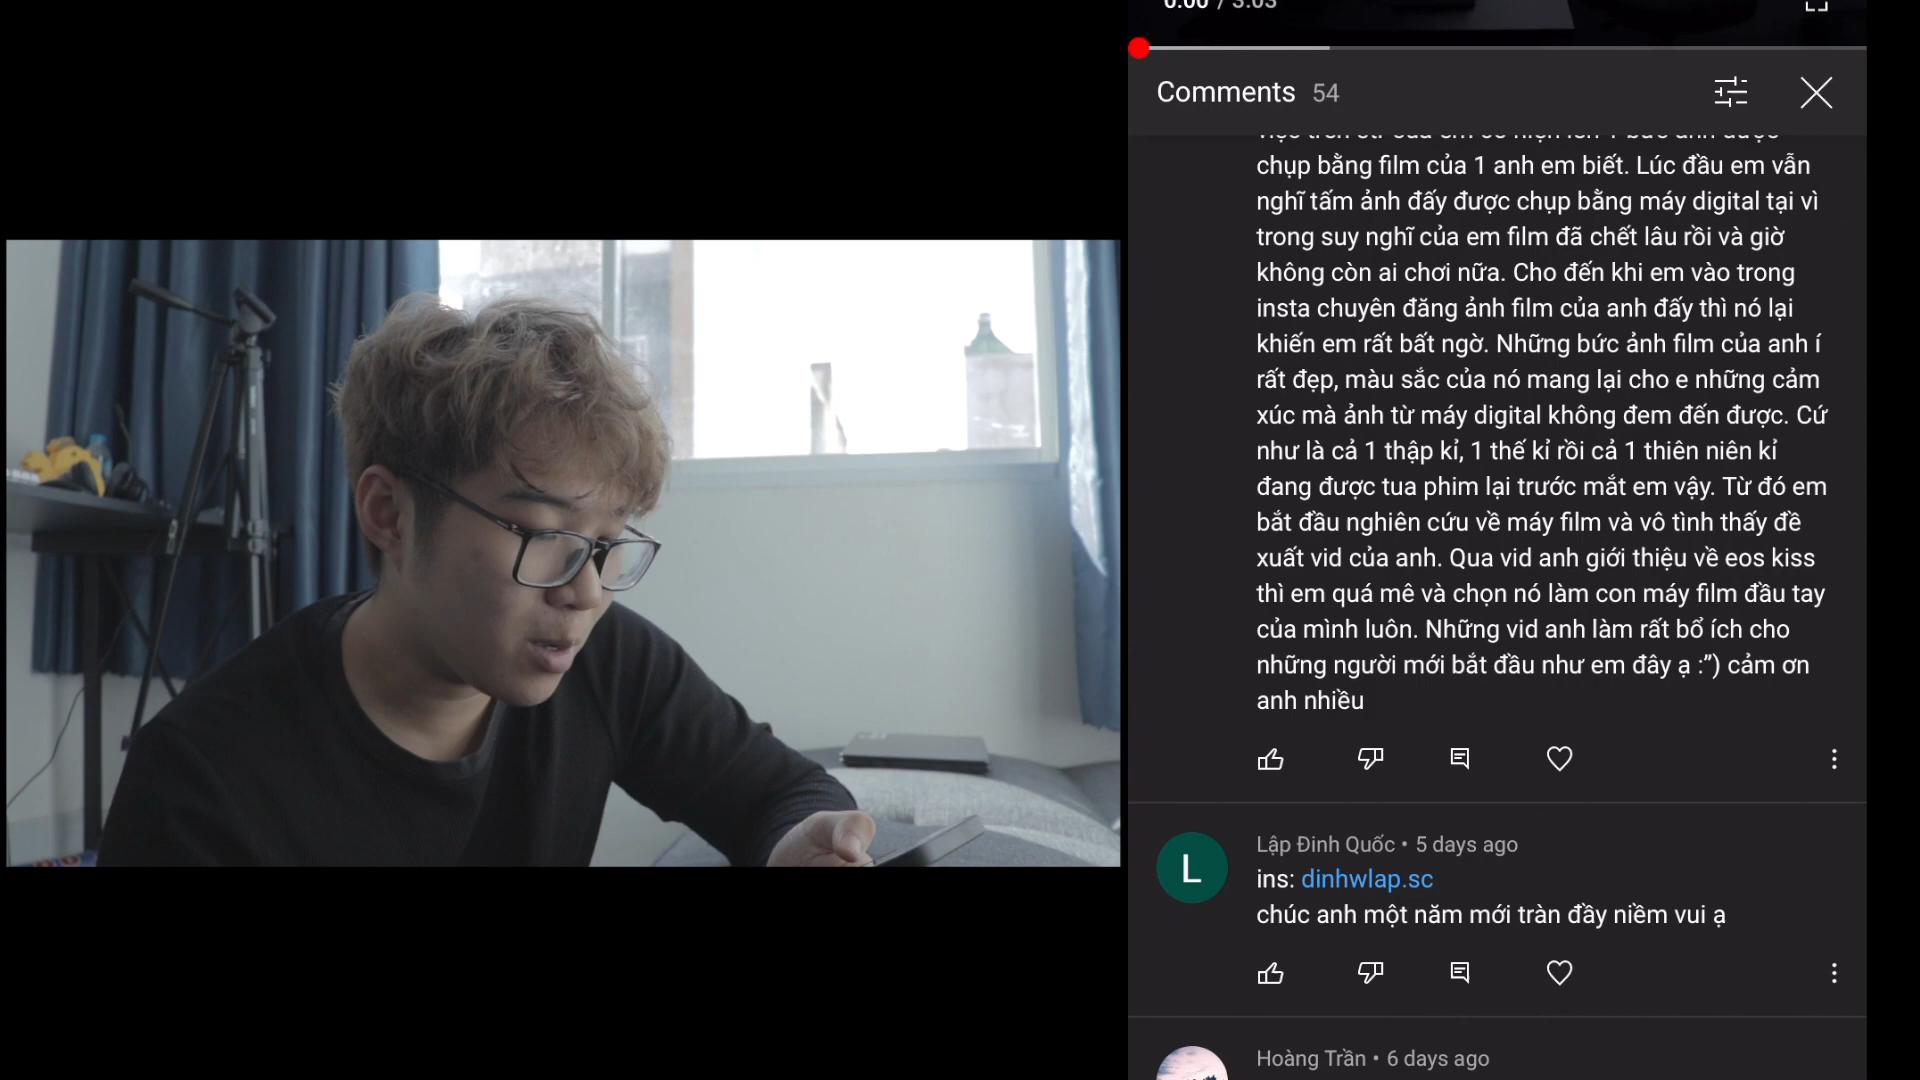 0:00 / 3:03
Comments 54
chụp bằng film của 1 anh em biết. Lúc đầu em vẫn
nghĩ tấm ảnh đấy được chụp bằng máy digital tại vì
trong suy nghĩ của em film đã chết lâu rồi và giờ
không còn ai chơi nữa. Cho đến khi em vào trong
insta chuyên đăng ảnh film của anh đấy thì nó lại
khiến em rất bất ngờ. Những bức ảnh film của anh í
rất đẹp, màu sắc của nó mang lại cho e những cảm
xúc mà ảnh từ máy digital không đem đến được. Cứ
như là cả 1 thập kỉ, 1 thế kỉ rồi cả 1 thiên niên kỉ
đang được tua phim lại trước mắt em vậy. Từ đó em
bắt đầu nghiên cứu về máy film và vô tình thấy đề
xuất vid của anh. Qua vid anh giới thiệu về eos kiss
thì em quá mê và chọn nó làm con máy film đầu tay
của mình luôn. Những vid anh làm rất bổ ích cho
những người mới bắt đầu như em đây ạ :”) cảm ơn
anh nhiều
L
Lập Đinh Quốc • 5 days ago
ins: dinhwlap.sc
chúc anh một năm mới tràn đầy niềm vui ạ
Hoàng Trần • 6 days ago